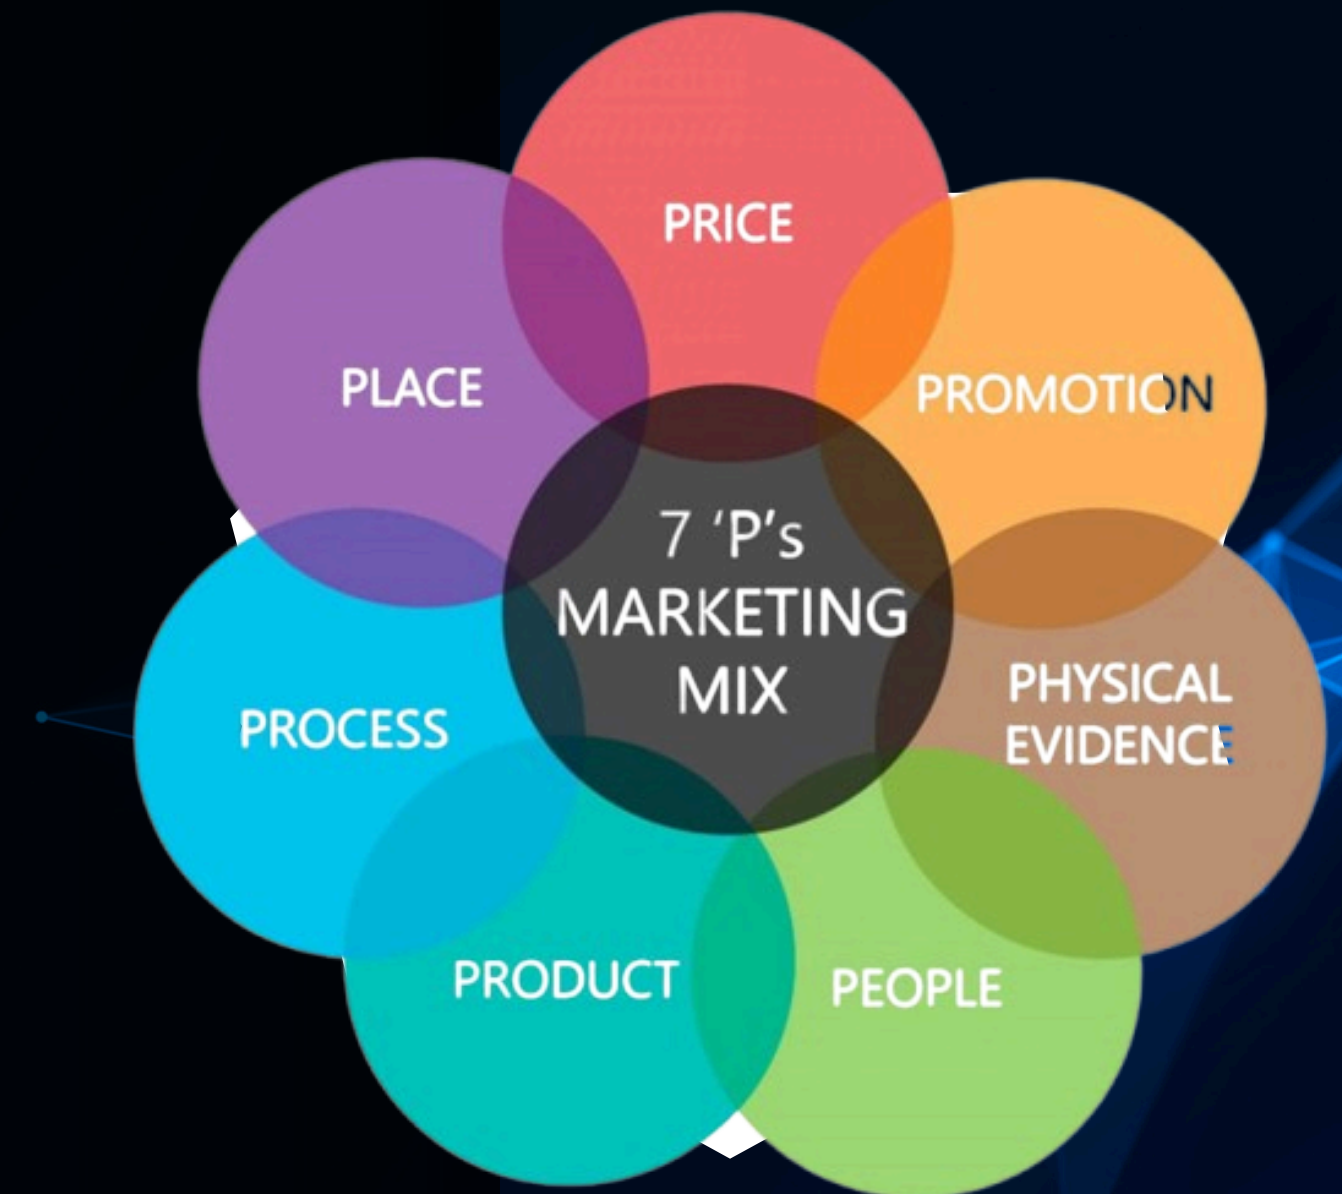 PRICE
PROMOTION
PLACE
7 ‘P’s
MARKETING
MIX
PHYSICAL
EVIDENCE
PROCESS
PRODUCT
PEOPLE